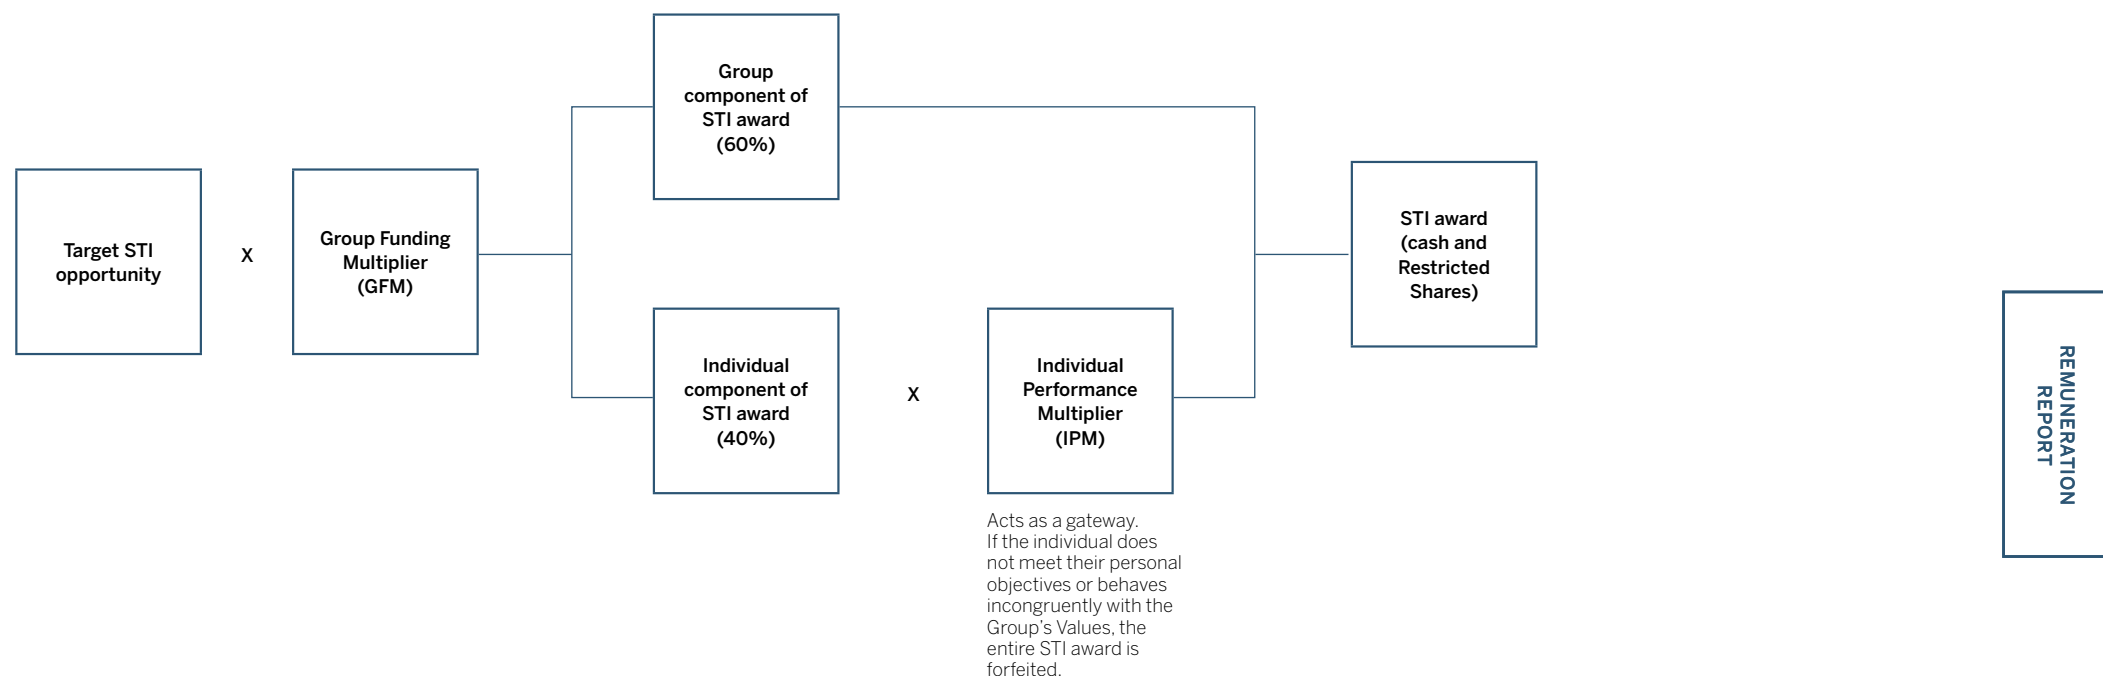 Target STI
opportunity
X
Group Funding
Multiplier
(GFM)
Group
component of
STI award
(60%)
Individual
component of
STI award
(40%)
X
Individual
Performance
Multiplier
(IPM)
Acts as a gateway.
If the individual does
not meet their personal
objectives or behaves
incongruently with the
Group's Values, the
entire STI award is
forfeited.
STI award
(cash and
Restricted
Shares)
REMUNERATION
REPORT